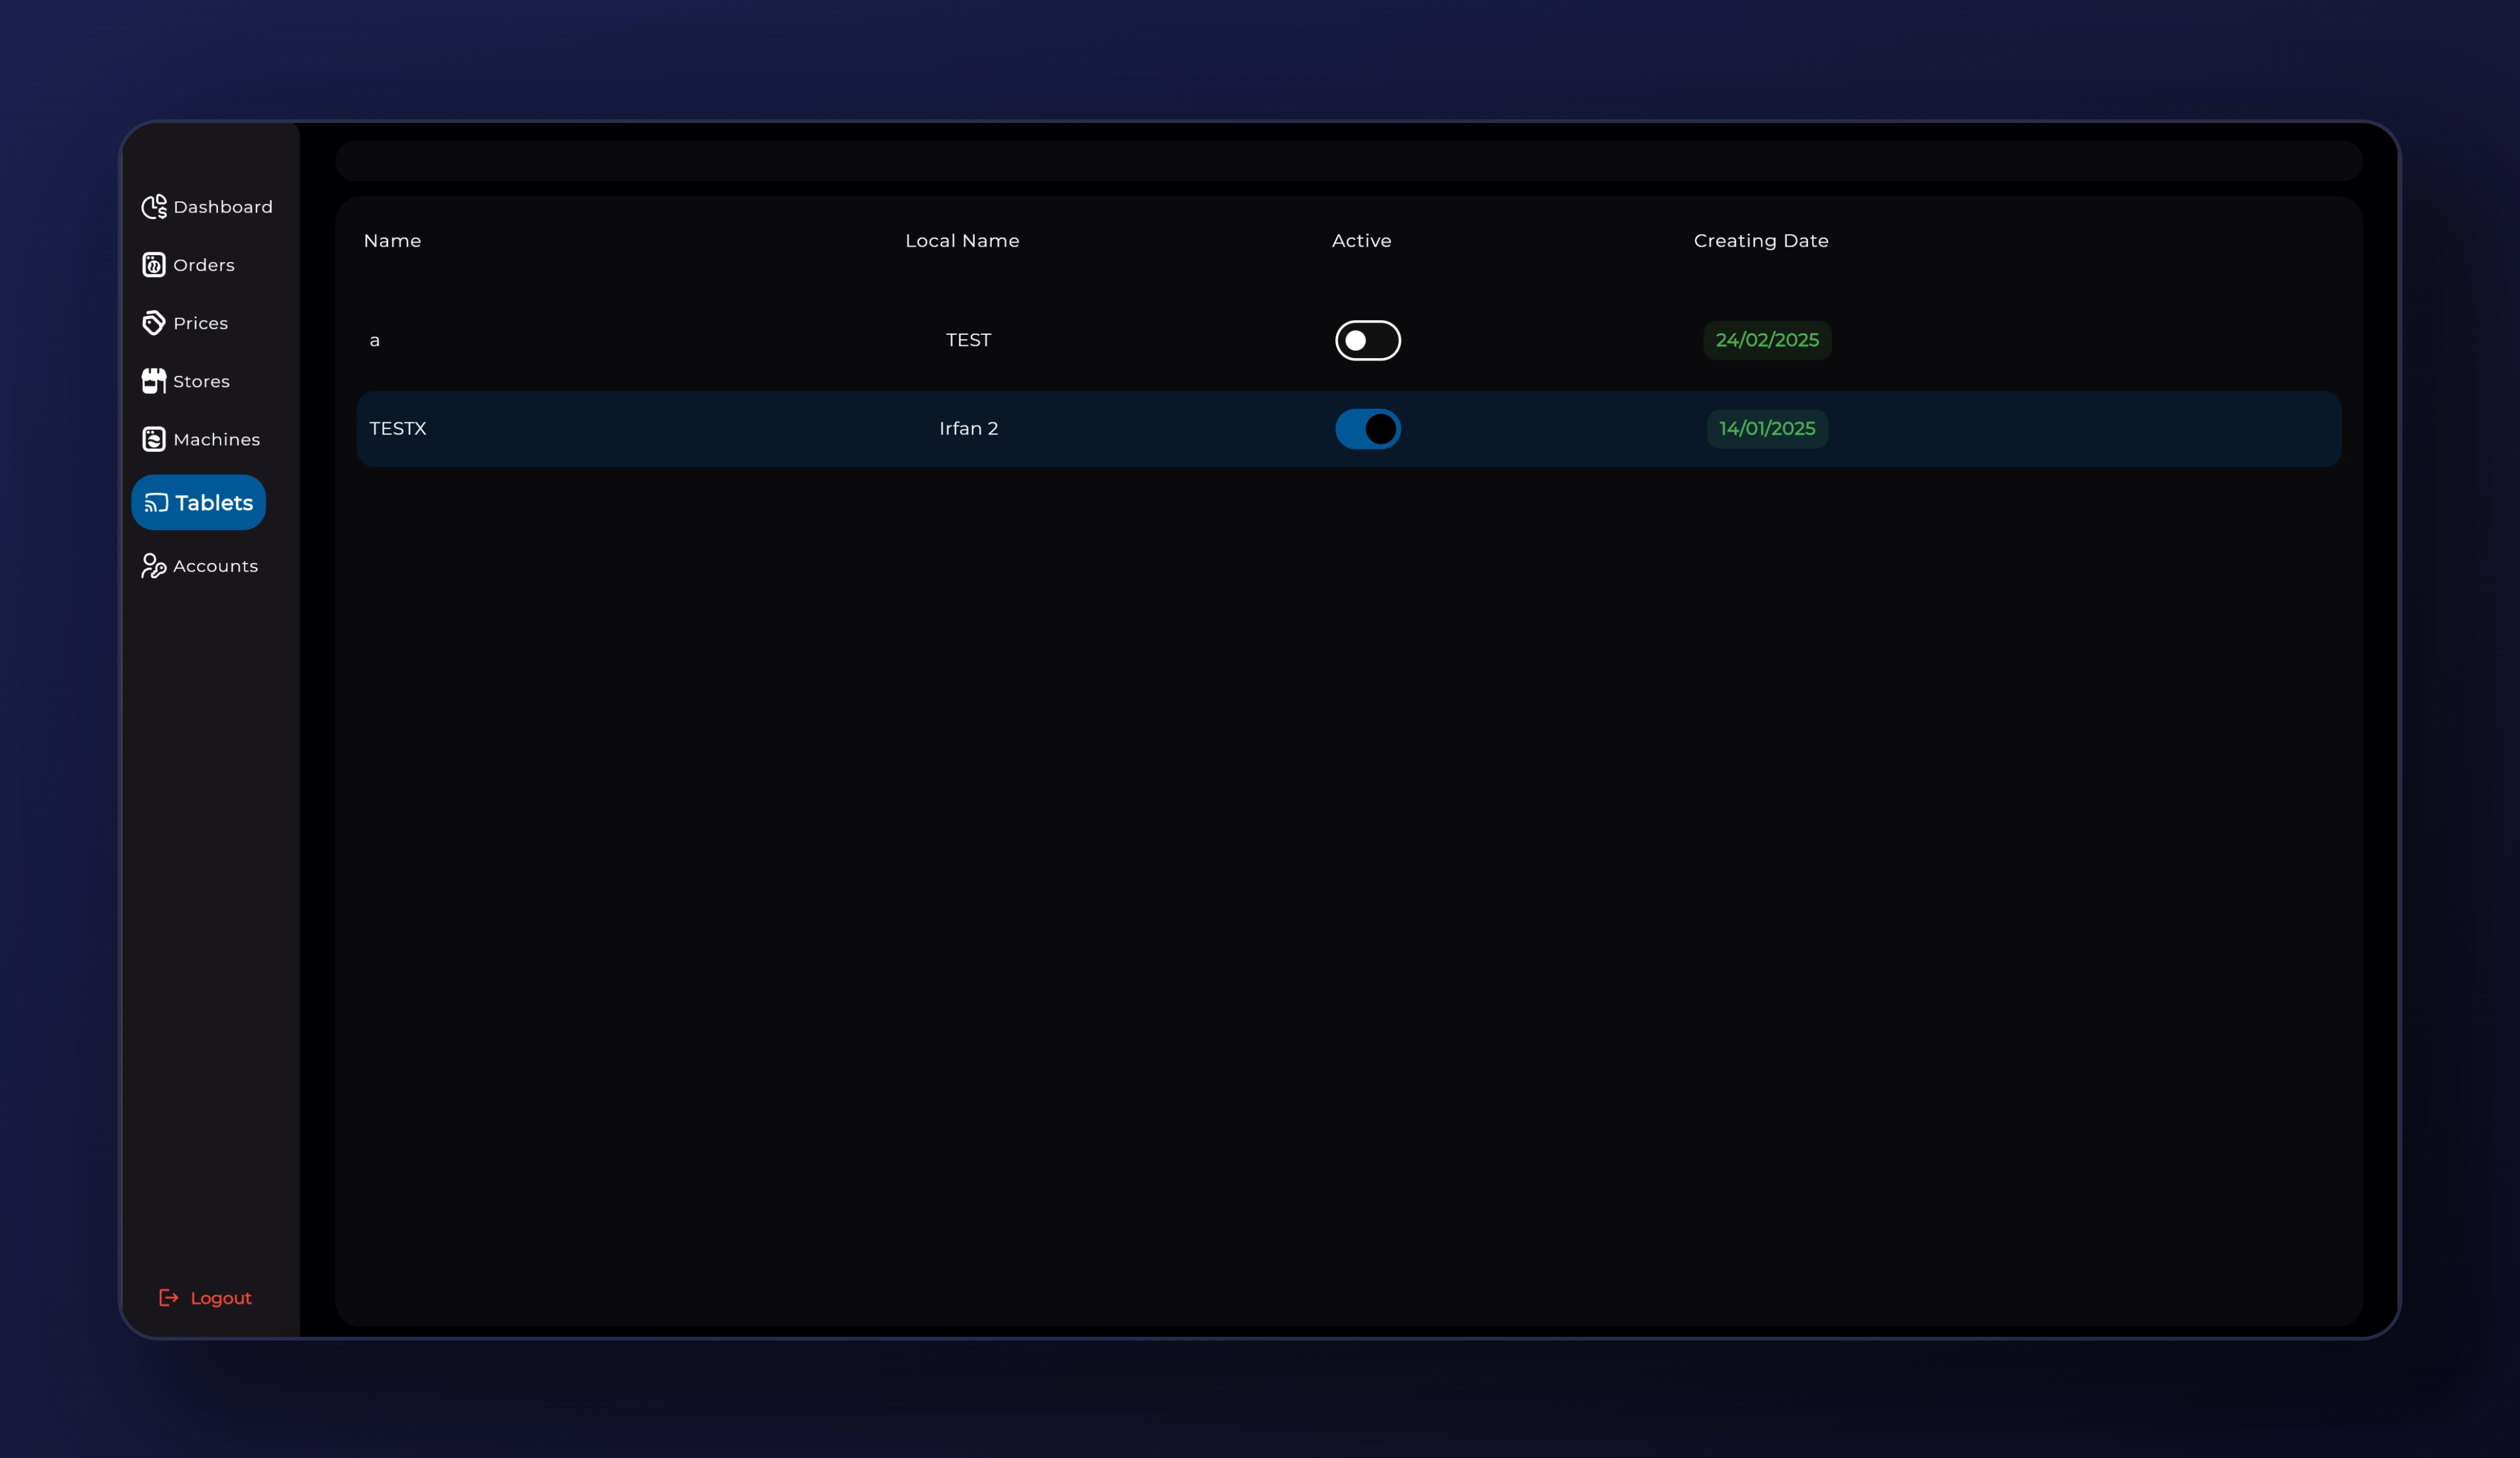 Dashboard
Orders
Prices
Stores
Machines
Tablets
Accounts
Logout
Name Local Name Active Creating Date
a TEST 24/02/2025
TESTX Irfan 2 14/01/2025